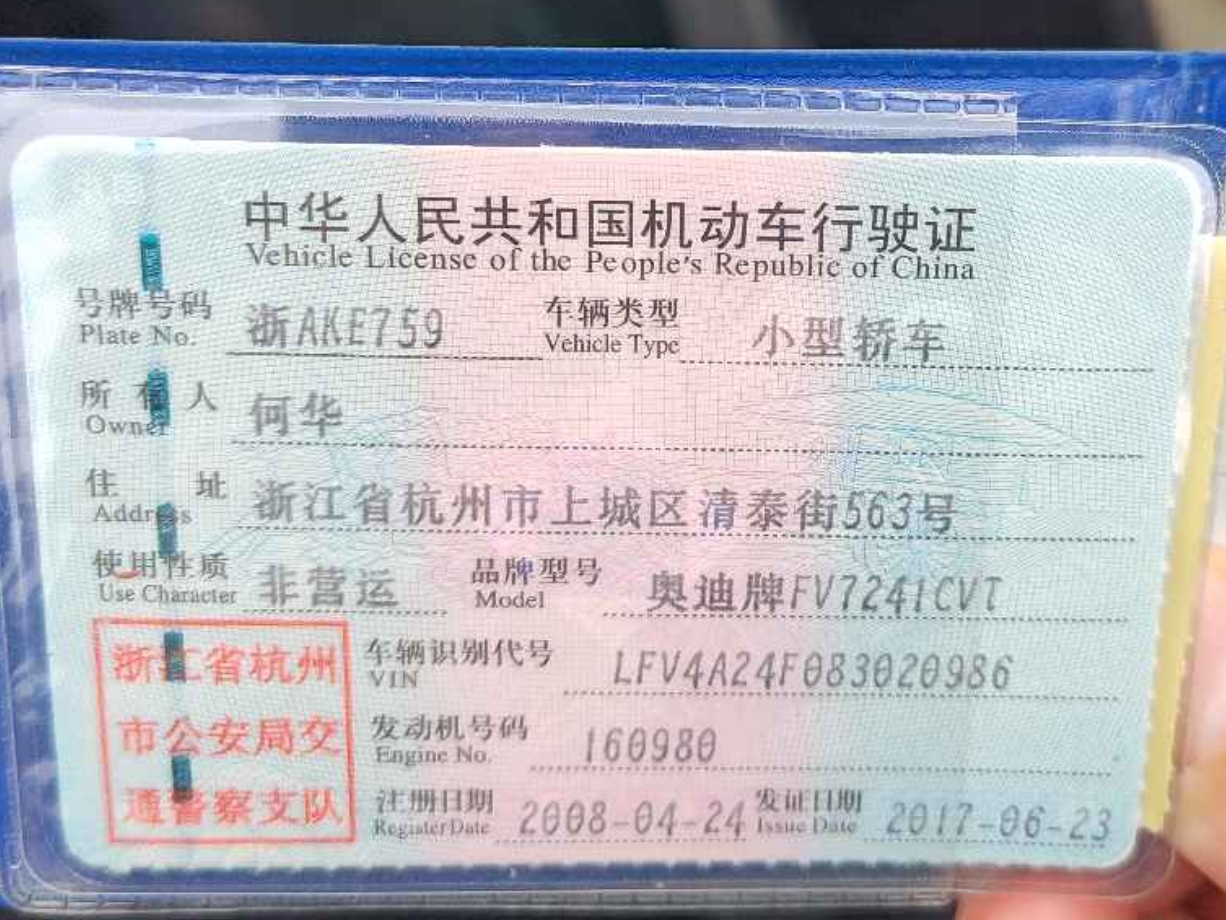 中华人民共和国机动车行驶证
Vehicle License of the People's Republic of China
号牌号码 浙AKE759 车辆类型 小型轿车
Plate No. Vehicle Type
所有人 何华
Owner
住址 浙江省杭州市上城区清泰街563号
Address
使用性质 非营运 品牌型号 奥迪牌FV7241CVT
Use Character Model
浙江省杭州
市公安局交
通警察支队
车辆识别代号 LFV4A24F083020986
VIN
发动机号码 160980
Engine No.
注册日期 2008-04-24 发证日期 2017-06-23
Register Date Issue Date